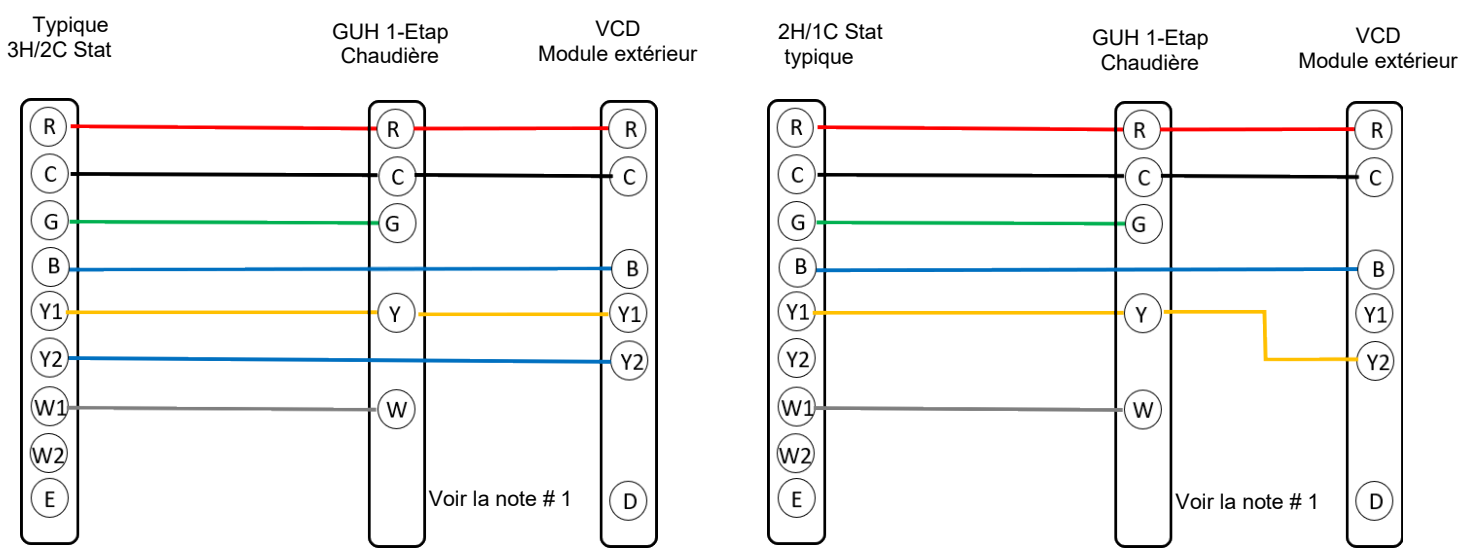 Typique
3H/2C Stat
GUH 1-Etap
Chaudière
VCD
Module extérieur
R
C
G
B
Y1
Y2
W1
W2
E
R
C
G
Y
W
Voir la note # 1
R
C
B
Y1
Y2
D
2H/1C Stat
typique
GUH 1-Etap
Chaudière
VCD
Module extérieur
R
C
G
B
Y1
Y2
W1
W2
E
R
C
G
Y
W
Voir la note # 1
R
C
B
Y1
Y2
D